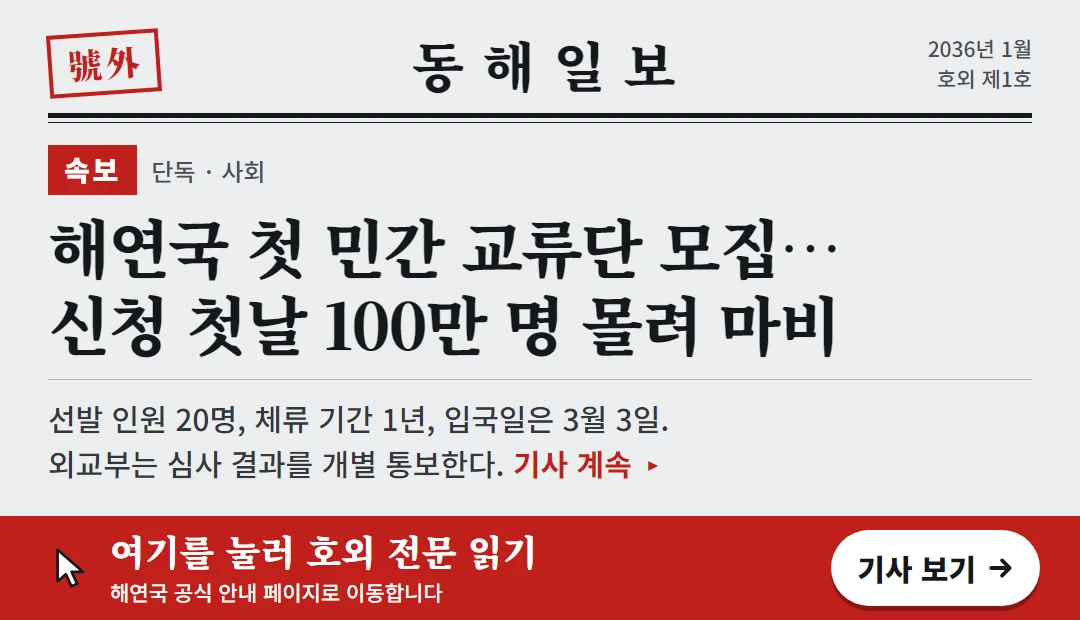 號外
동해일보
2036년 1월
호외 제1호
속보
단독 · 사회
해연국 첫 민간 교류단 모집…
신청 첫날 100만 명 몰려 마비
선발 인원 20명, 체류 기간 1년, 입국일은 3월 3일.
외교부는 심사 결과를 개별 통보한다. 기사 계속 ▸
여기를 눌러 호외 전문 읽기
해연국 공식 안내 페이지로 이동합니다
기사 보기 →